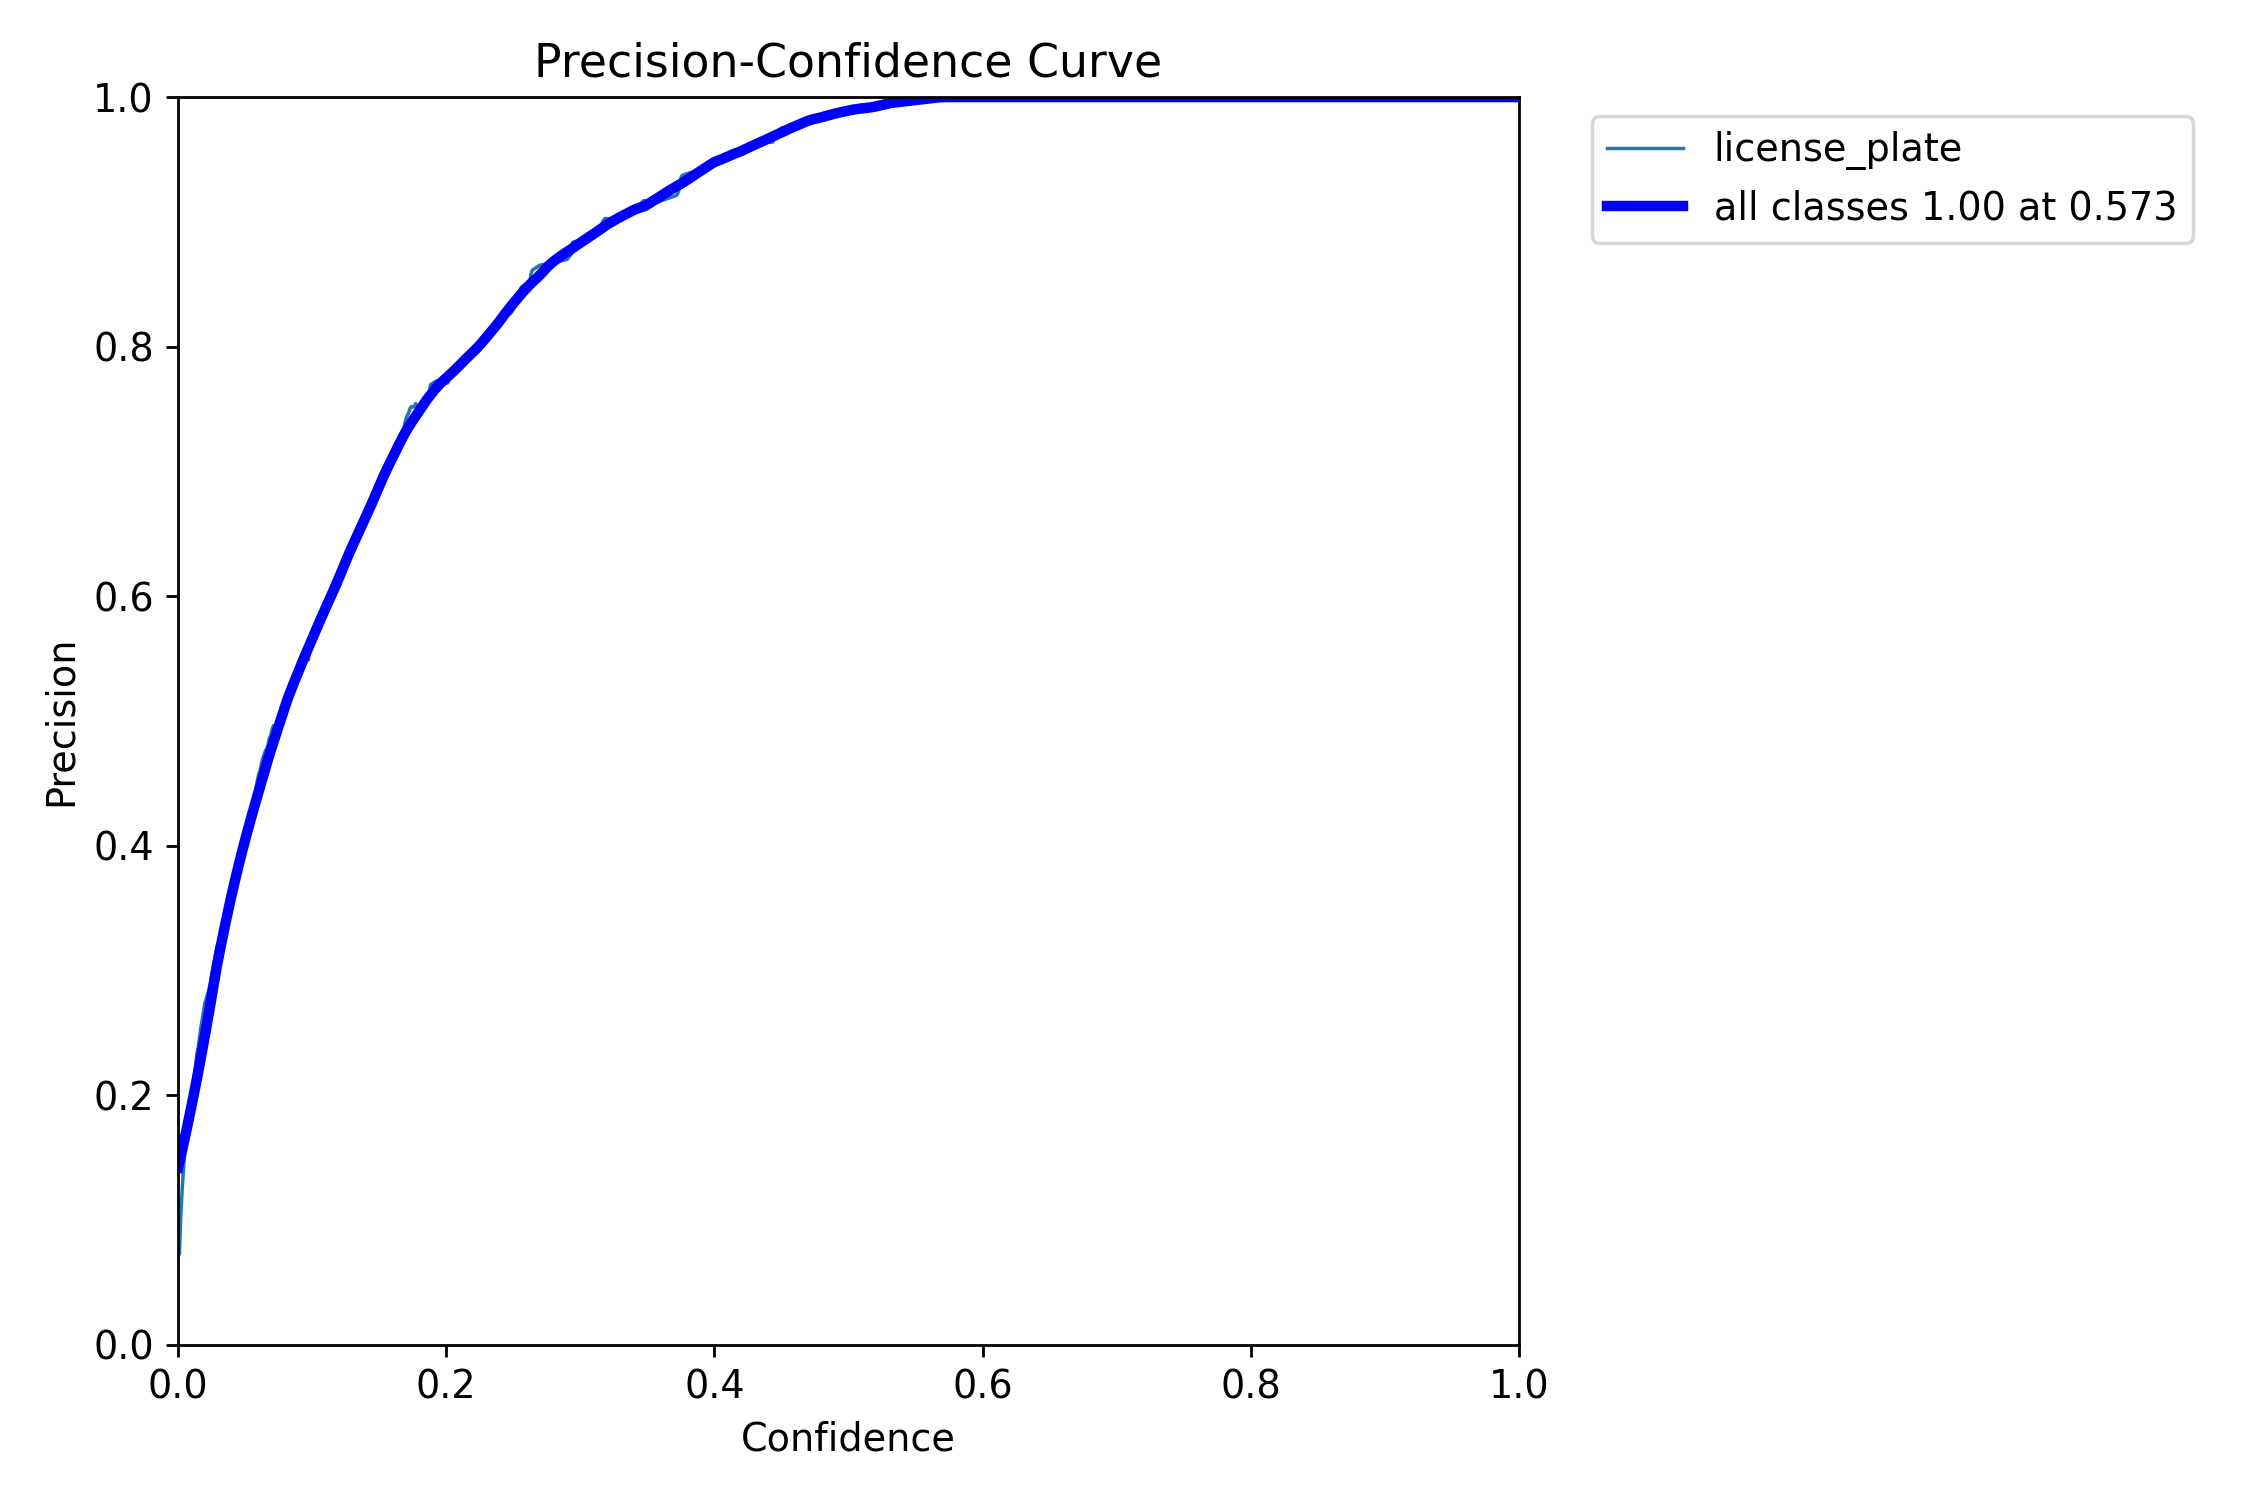 Precision-Confidence Curve
license_plate
all classes 1.00 at 0.573
1.0
0.8
0.6
0.4
0.2
0.0
Precision
0.0 0.2 0.4 0.6 0.8 1.0
Confidence